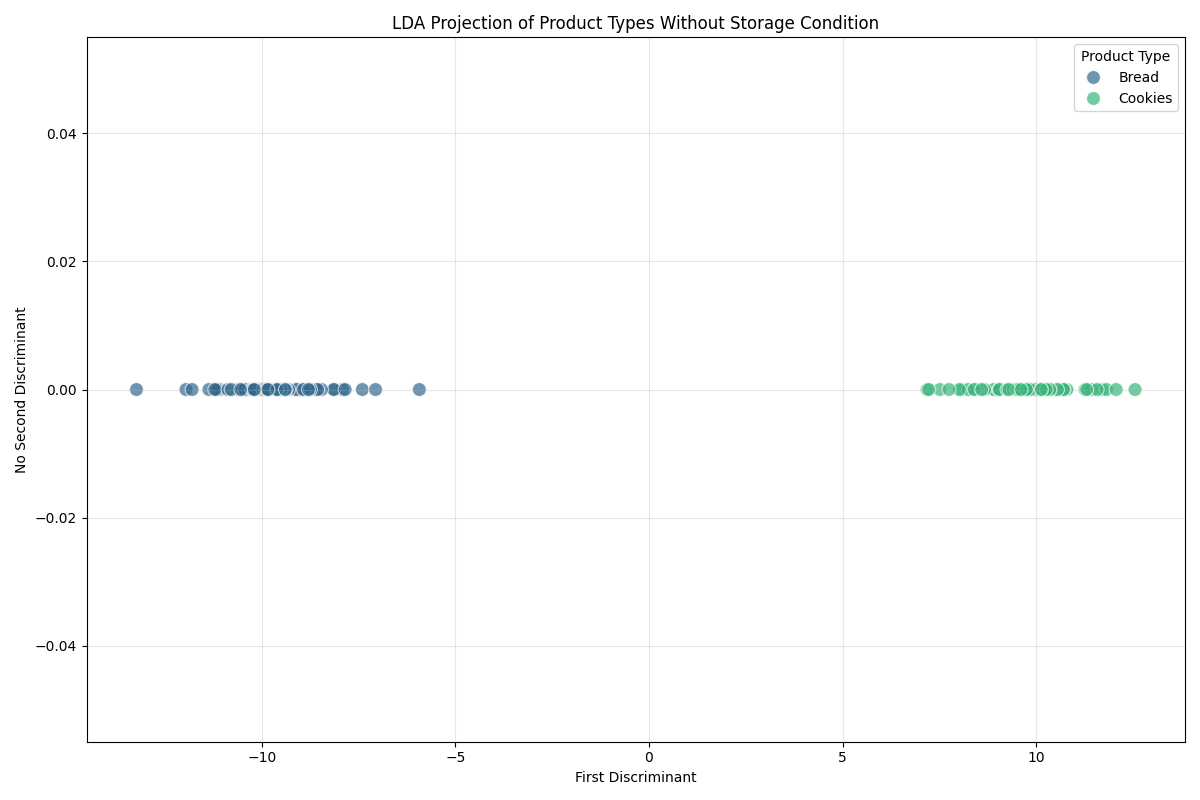 LDA Projection of Product Types Without Storage Condition
Product Type
Bread
Cookies
0.04
0.02
0.00
−0.02
−0.04
No Second Discriminant
−10
−5
0
5
10
First Discriminant